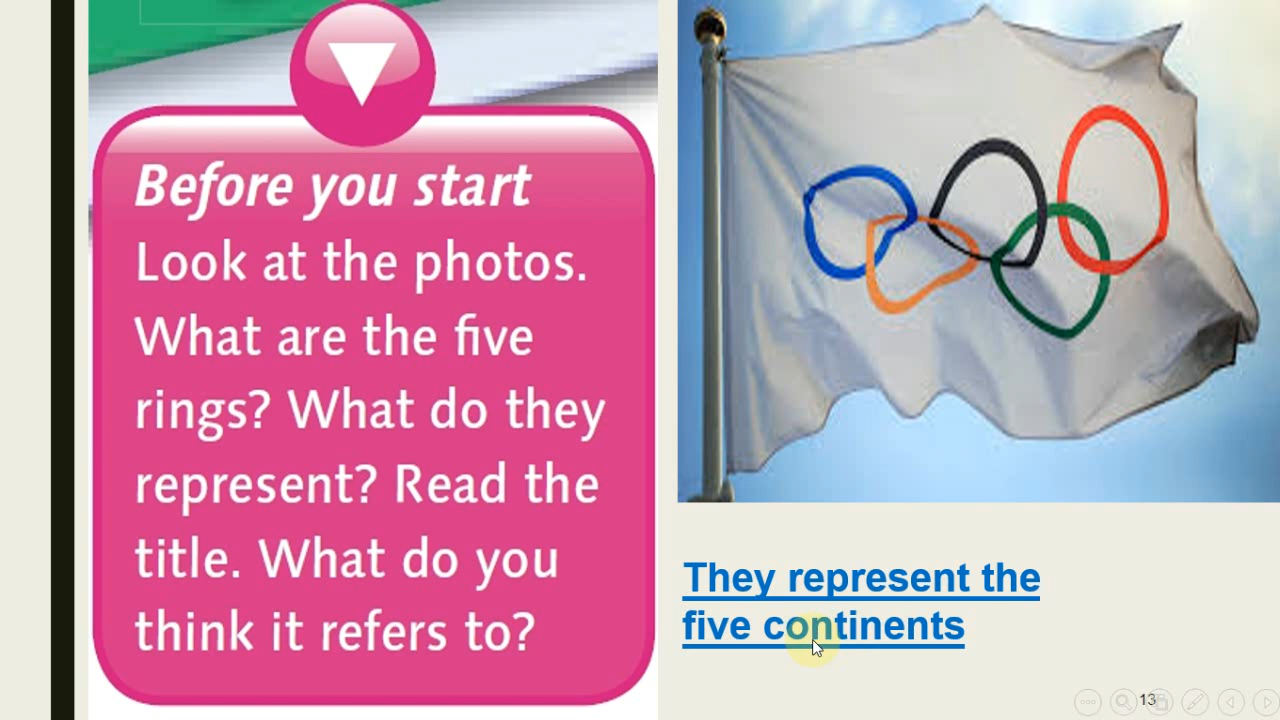 Before you start
Look at the photos.
What are the five
rings? What do they
represent? Read the
title. What do you
think it refers to?
They represent the
five continents
13